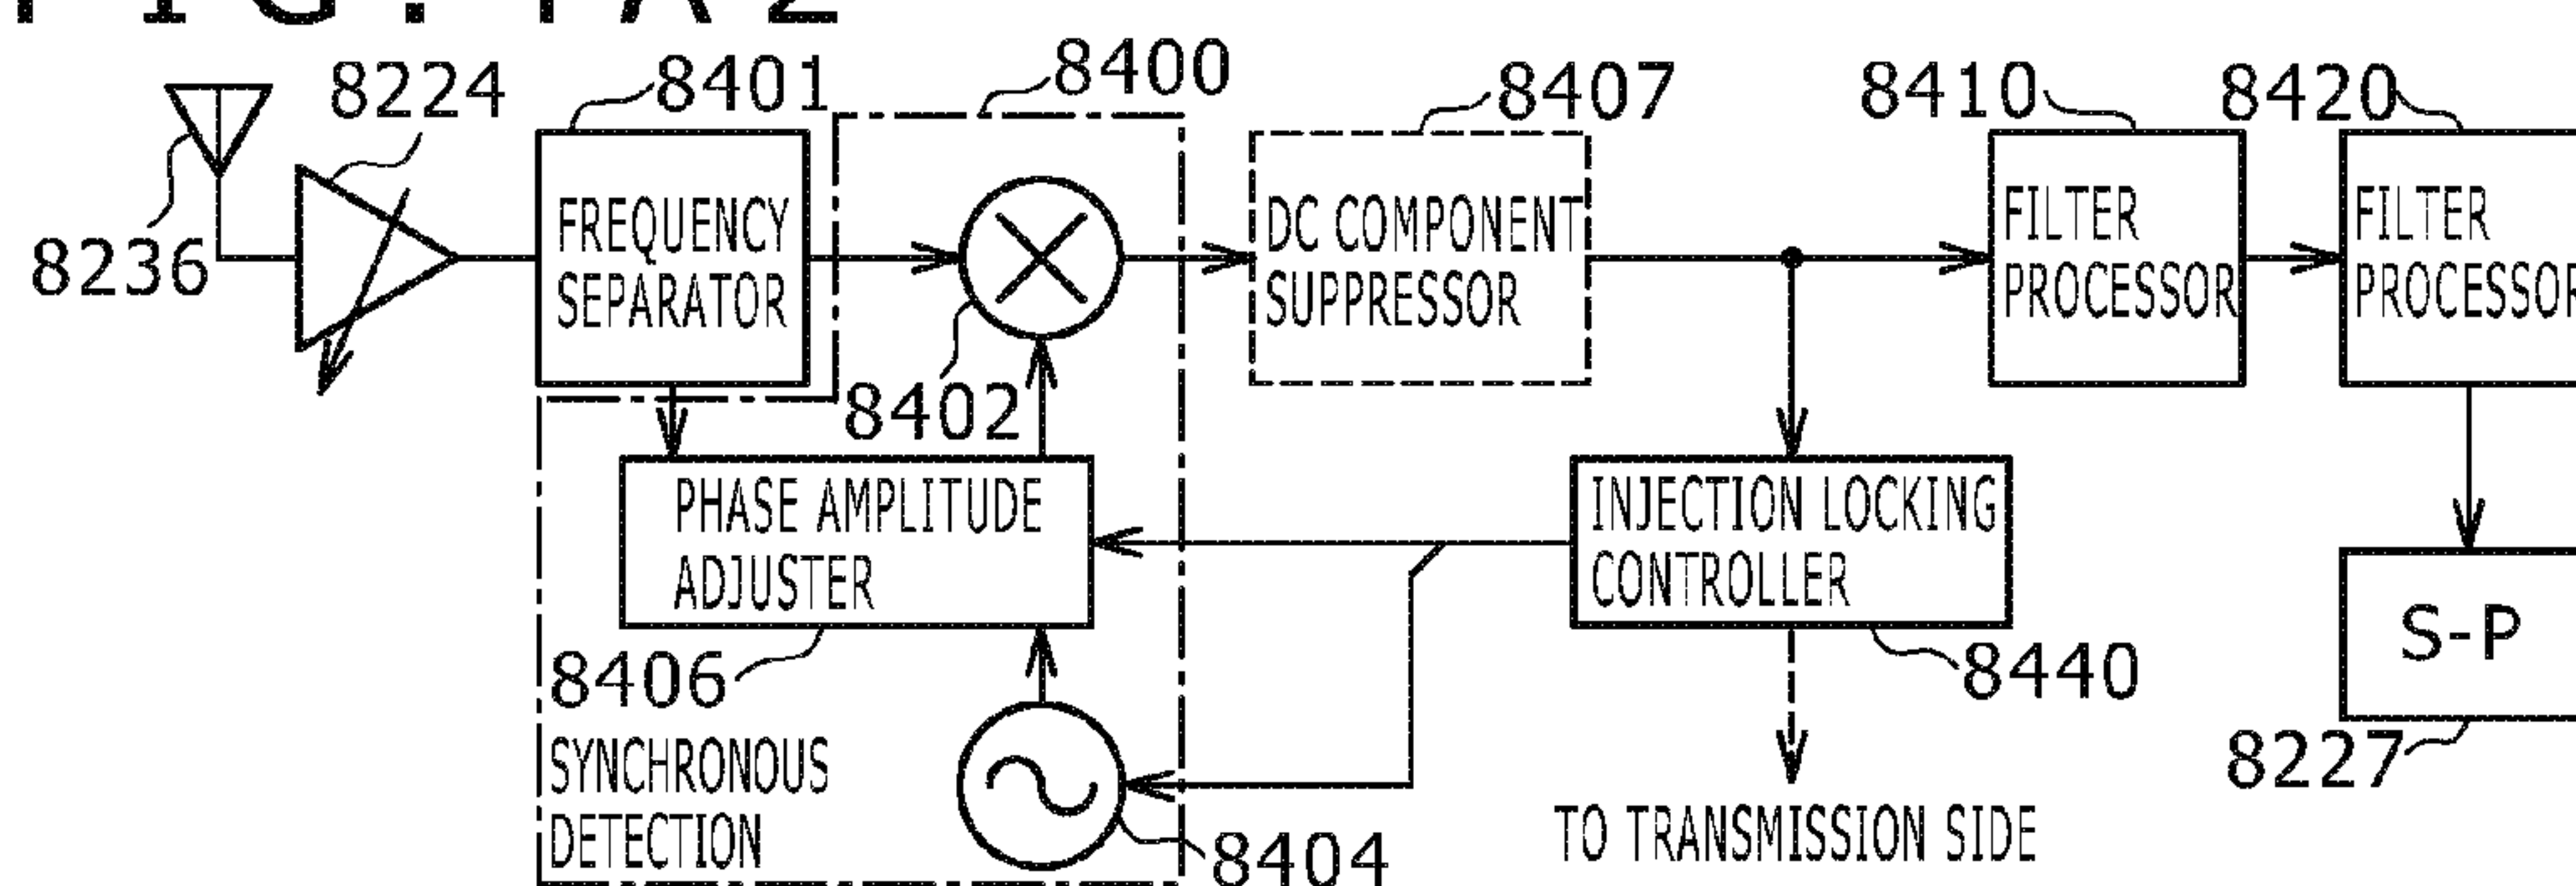 8236
8224
8401
8400
8407
8410
8420
FREQUENCY
SEPARATOR
8402
DC COMPONENT
SUPPRESSOR
FILTER
PROCESSOR
FILTER
PROCESSOR
PHASE AMPLITUDE
ADJUSTER
8406
INJECTION LOCKING
CONTROLLER
8440
S-P
8227
SYNCHRONOUS
DETECTION
8404
TO TRANSMISSION SIDE